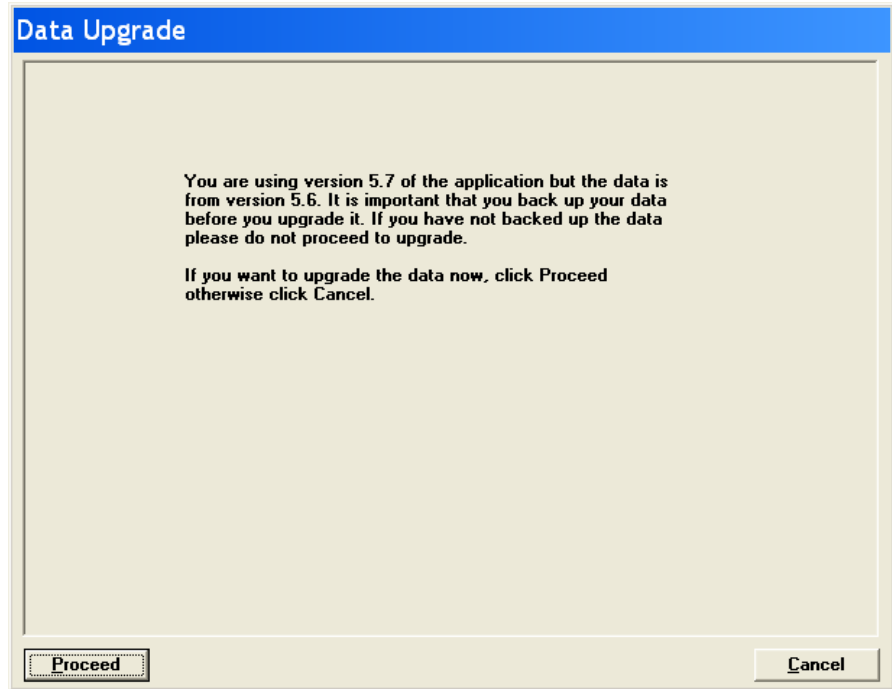 Data Upgrade
You are using version 5.7 of the application but the data is
from version 5.6. It is important that you back up your data
before you upgrade it. If you have not backed up the data
please do not proceed to upgrade.
If you want to upgrade the data now, click Proceed
otherwise click Cancel.
Proceed
Cancel